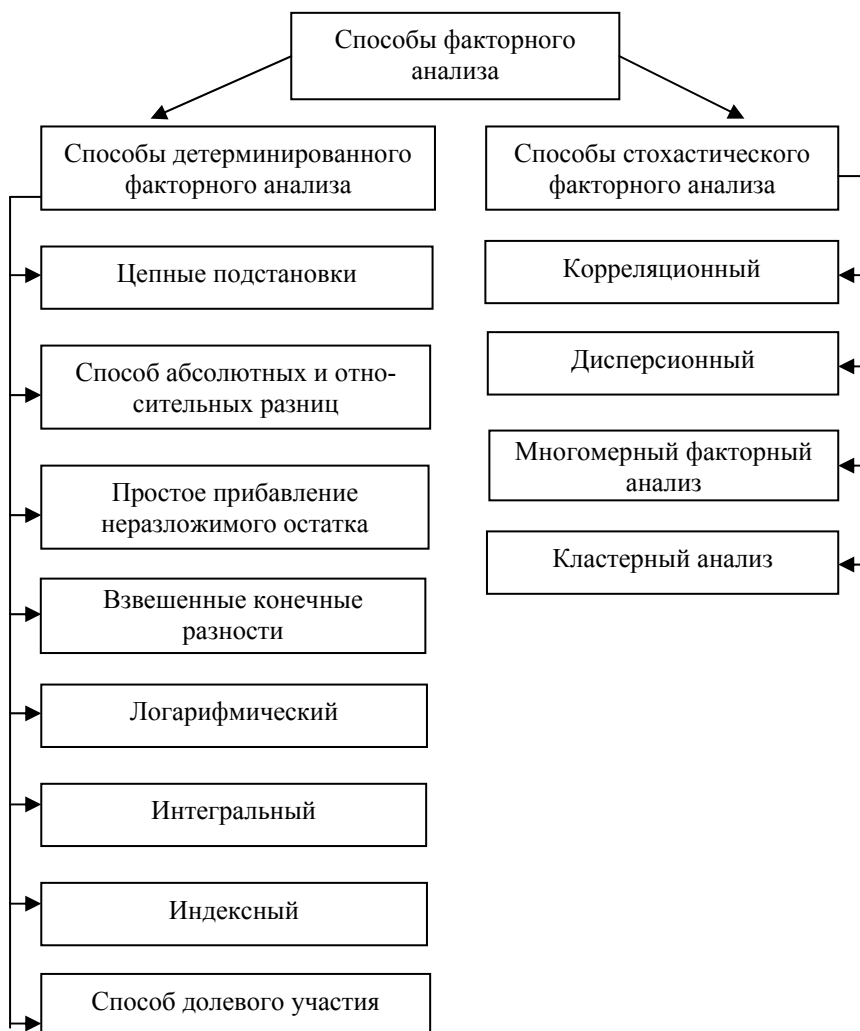 Способы факторного
анализа
Способы детерминированного
факторного анализа
Цепные подстановки
Способ абсолютных и отно-
сительных разниц
Простое прибавление
неразложимого остатка
Взвешенные конечные
разности
Логарифмический
Интегральный
Индексный
Способ долевого участия
Способы стохастического
факторного анализа
Корреляционный
Дисперсионный
Многомерный факторный
анализ
Кластерный анализ